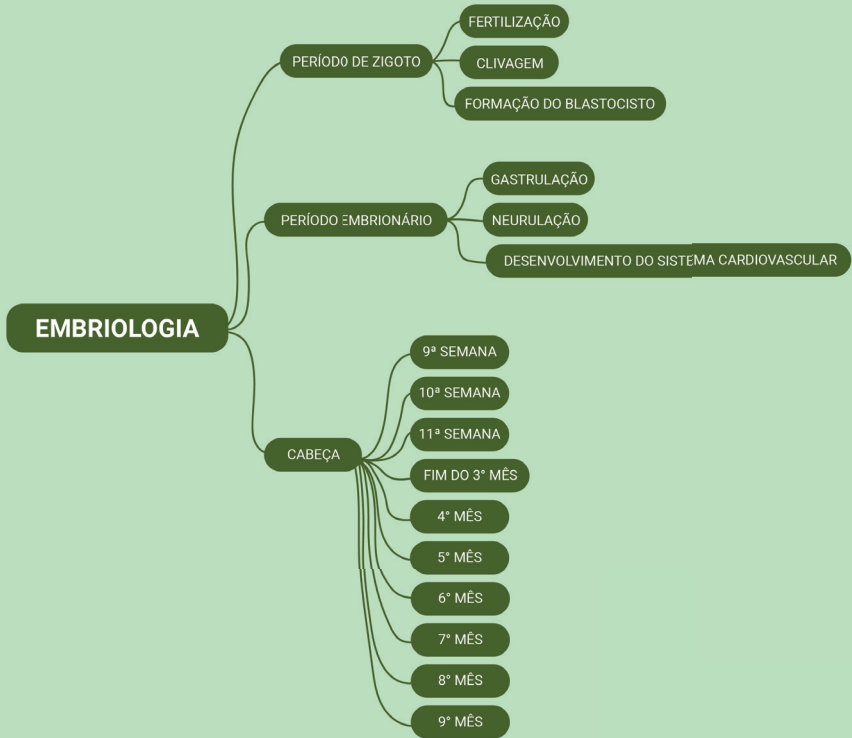 FERTILIZAÇÃO
PERÍODO DE ZIGOTO
CLIVAGEM
FORMAÇÃO DO BLASTOCISTO
GASTRULAÇÃO
PERÍODO EMBRIONÁRIO
NEURULAÇÃO
DESENVOLVIMENTO DO SISTEMA CARDIOVASCULAR
EMBRIOLOGIA
9ª SEMANA
10ª SEMANA
11ª SEMANA
CABEÇA
FIM DO 3° MÊS
4° MÊS
5° MÊS
6° MÊS
7° MÊS
8° MÊS
9° MÊS